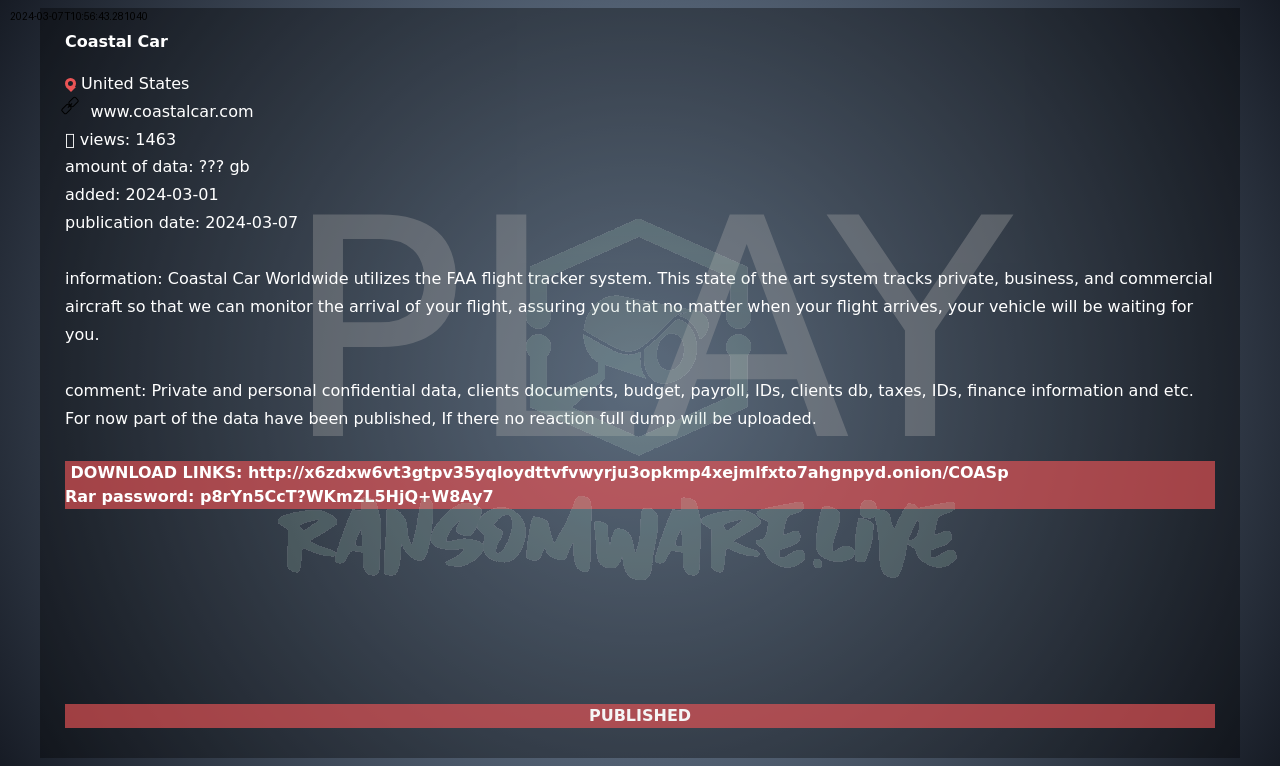 2024-03-07T10:56:43.281040
Coastal Car
United States
www.coastalcar.com
views: 1463
amount of data: ??? gb
added: 2024-03-01
publication date: 2024-03-07
PLAY
information: Coastal Car Worldwide utilizes the FAA flight tracker system. This state of the art system tracks private, business, and commercial
aircraft so that we can monitor the arrival of your flight, assuring you that no matter when your flight arrives, your vehicle will be waiting for
you.
comment: Private and personal confidential data, clients documents, budget, payroll, IDs, clients db, taxes, IDs, finance information and etc.
For now part of the data have been published, If there no reaction full dump will be uploaded.
DOWNLOAD LINKS: http://x6zdxw6vt3gtpv35yqloydttvfvwyrju3opkmp4xejmlfxto7ahgnpyd.onion/COASp
Rar password: p8rYn5CcT?WKmZL5HjQ+W8Ay7
RANSOMWARE.LIVE
PUBLISHED